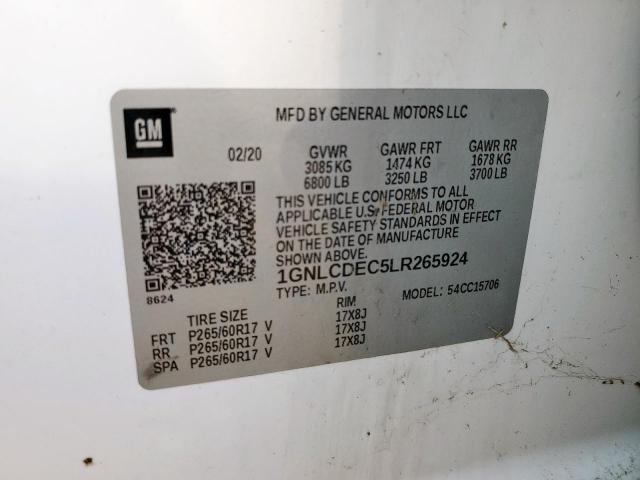 GM
MFD BY GENERAL MOTORS LLC
02/20 GVWR GAWR FRT GAWR RR
3085 KG 1474 KG 1678 KG
6800 LB 3250 LB 3700 LB
THIS VEHICLE CONFORMS TO ALL
APPLICABLE U.S. FEDERAL MOTOR
VEHICLE SAFETY STANDARDS IN EFFECT
ON THE DATE OF MANUFACTURE
1GNLCDEC5LR265924
8624
TYPE: M.P.V. MODEL: 54CC15706
TIRE SIZE RIM
FRT P265/60R17 V 17X8J
RR P265/60R17 V 17X8J
SPA P265/60R17 V 17X8J